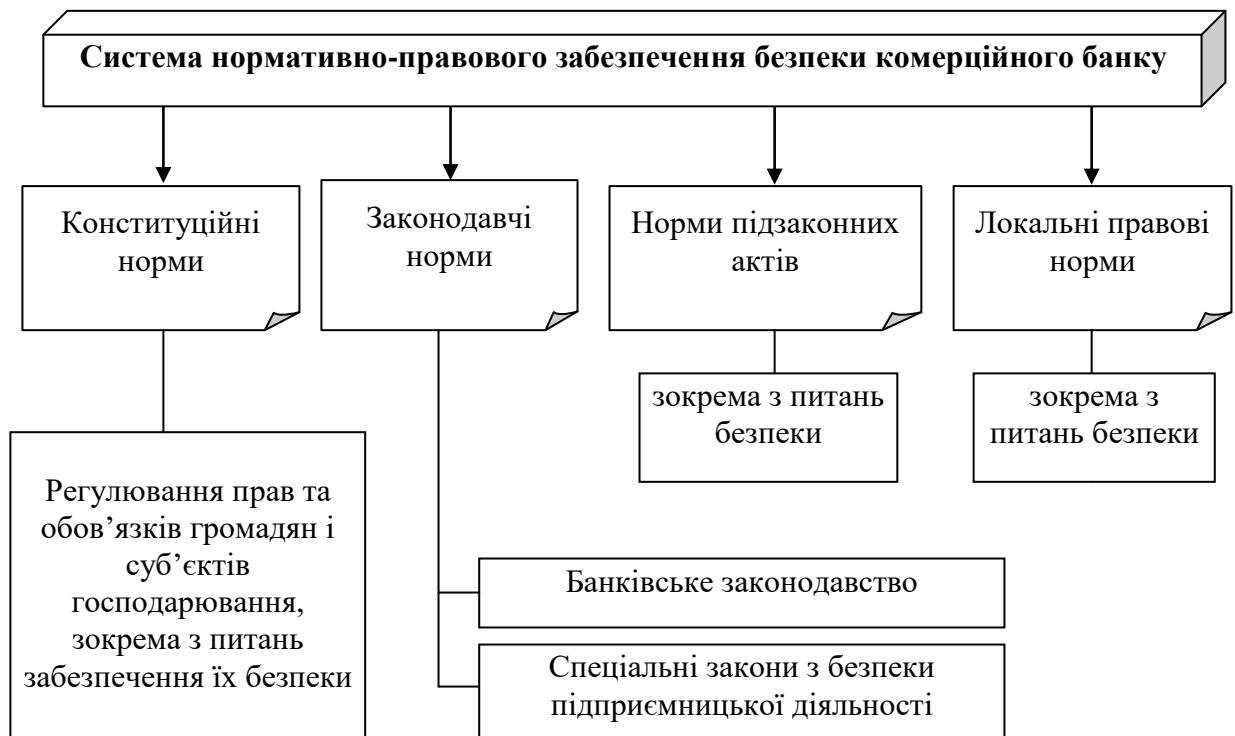 Система нормативно-правового забезпечення безпеки комерційного банку
Конституційні
норми
Законодавчі
норми
Норми підзаконних
актів
Локальні правові
норми
зокрема з питань
безпеки
зокрема з
питань безпеки
Регулювання прав та
обов’язків громадян і
суб’єктів
господарювання,
зокрема з питань
забезпечення їх безпеки
Банківське законодавство
Спеціальні закони з безпеки
підприємницької діяльності